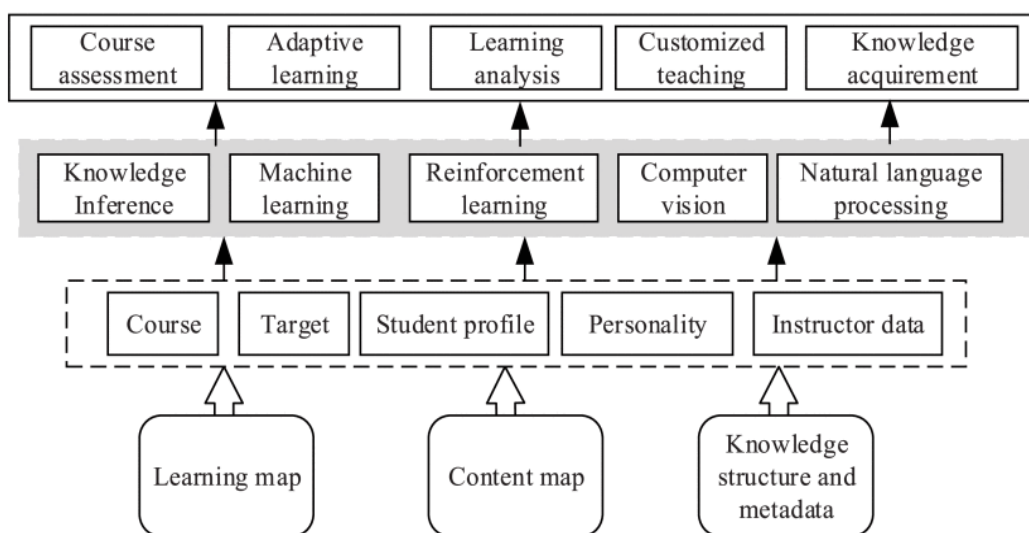 Course
assessment
Adaptive
learning
Learning
analysis
Customized
teaching
Knowledge
acquirement
Knowledge
Inference
Machine
learning
Reinforcement
learning
Computer
vision
Natural language
processing
Course
Target
Student profile
Personality
Instructor data
Learning map
Content map
Knowledge
structure and
metadata